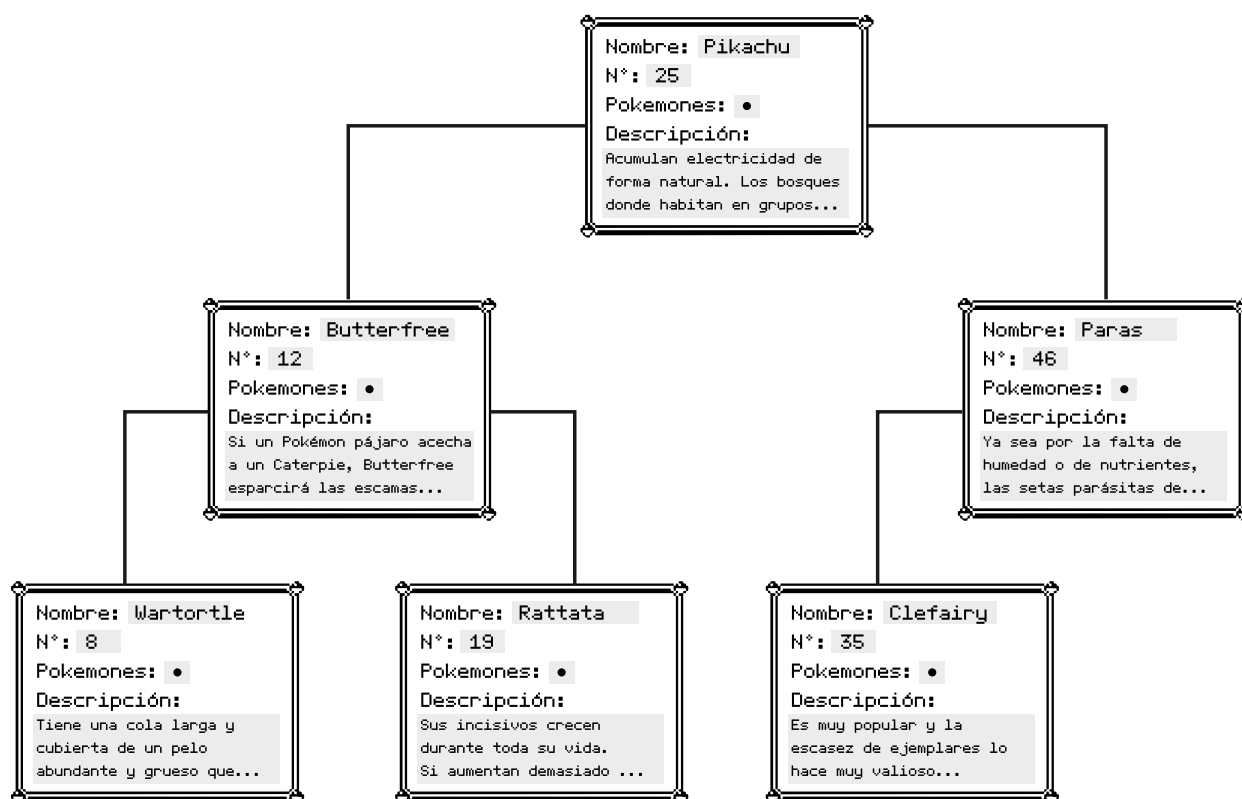 Nombre: Pikachu
N°: 25
Pokemones: •
Descripción:
Acumulan electricidad de
forma natural. Los bosques
donde habitan en grupos...
Nombre: Butterfree
N°: 12
Pokemones: •
Descripción:
Si un Pokémon pájaro acecha
a un Caterpie, Butterfree
esparcirá las escamas...
Nombre: Paras
N°: 46
Pokemones: •
Descripción:
Ya sea por la falta de
humedad o de nutrientes,
las setas parásitas de...
Nombre: Wartortle
N°: 8
Pokemones: •
Descripción:
Tiene una cola larga y
cubierta de un pelo
abundante y grueso que...
Nombre: Rattata
N°: 19
Pokemones: •
Descripción:
Sus incisivos crecen
durante toda su vida.
Si aumentan demasiado ...
Nombre: Clefairy
N°: 35
Pokemones: •
Descripción:
Es muy popular y la
escasez de ejemplares lo
hace muy valioso...